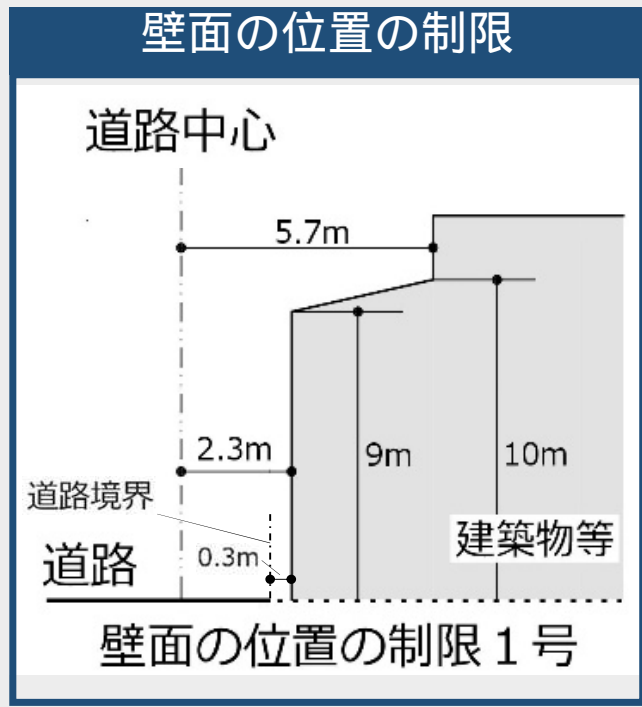 壁面の位置の制限
道路中心
5.7m
2.3m
9m
10m
道路境界
0.3m
道路
建築物等
壁面の位置の制限１号